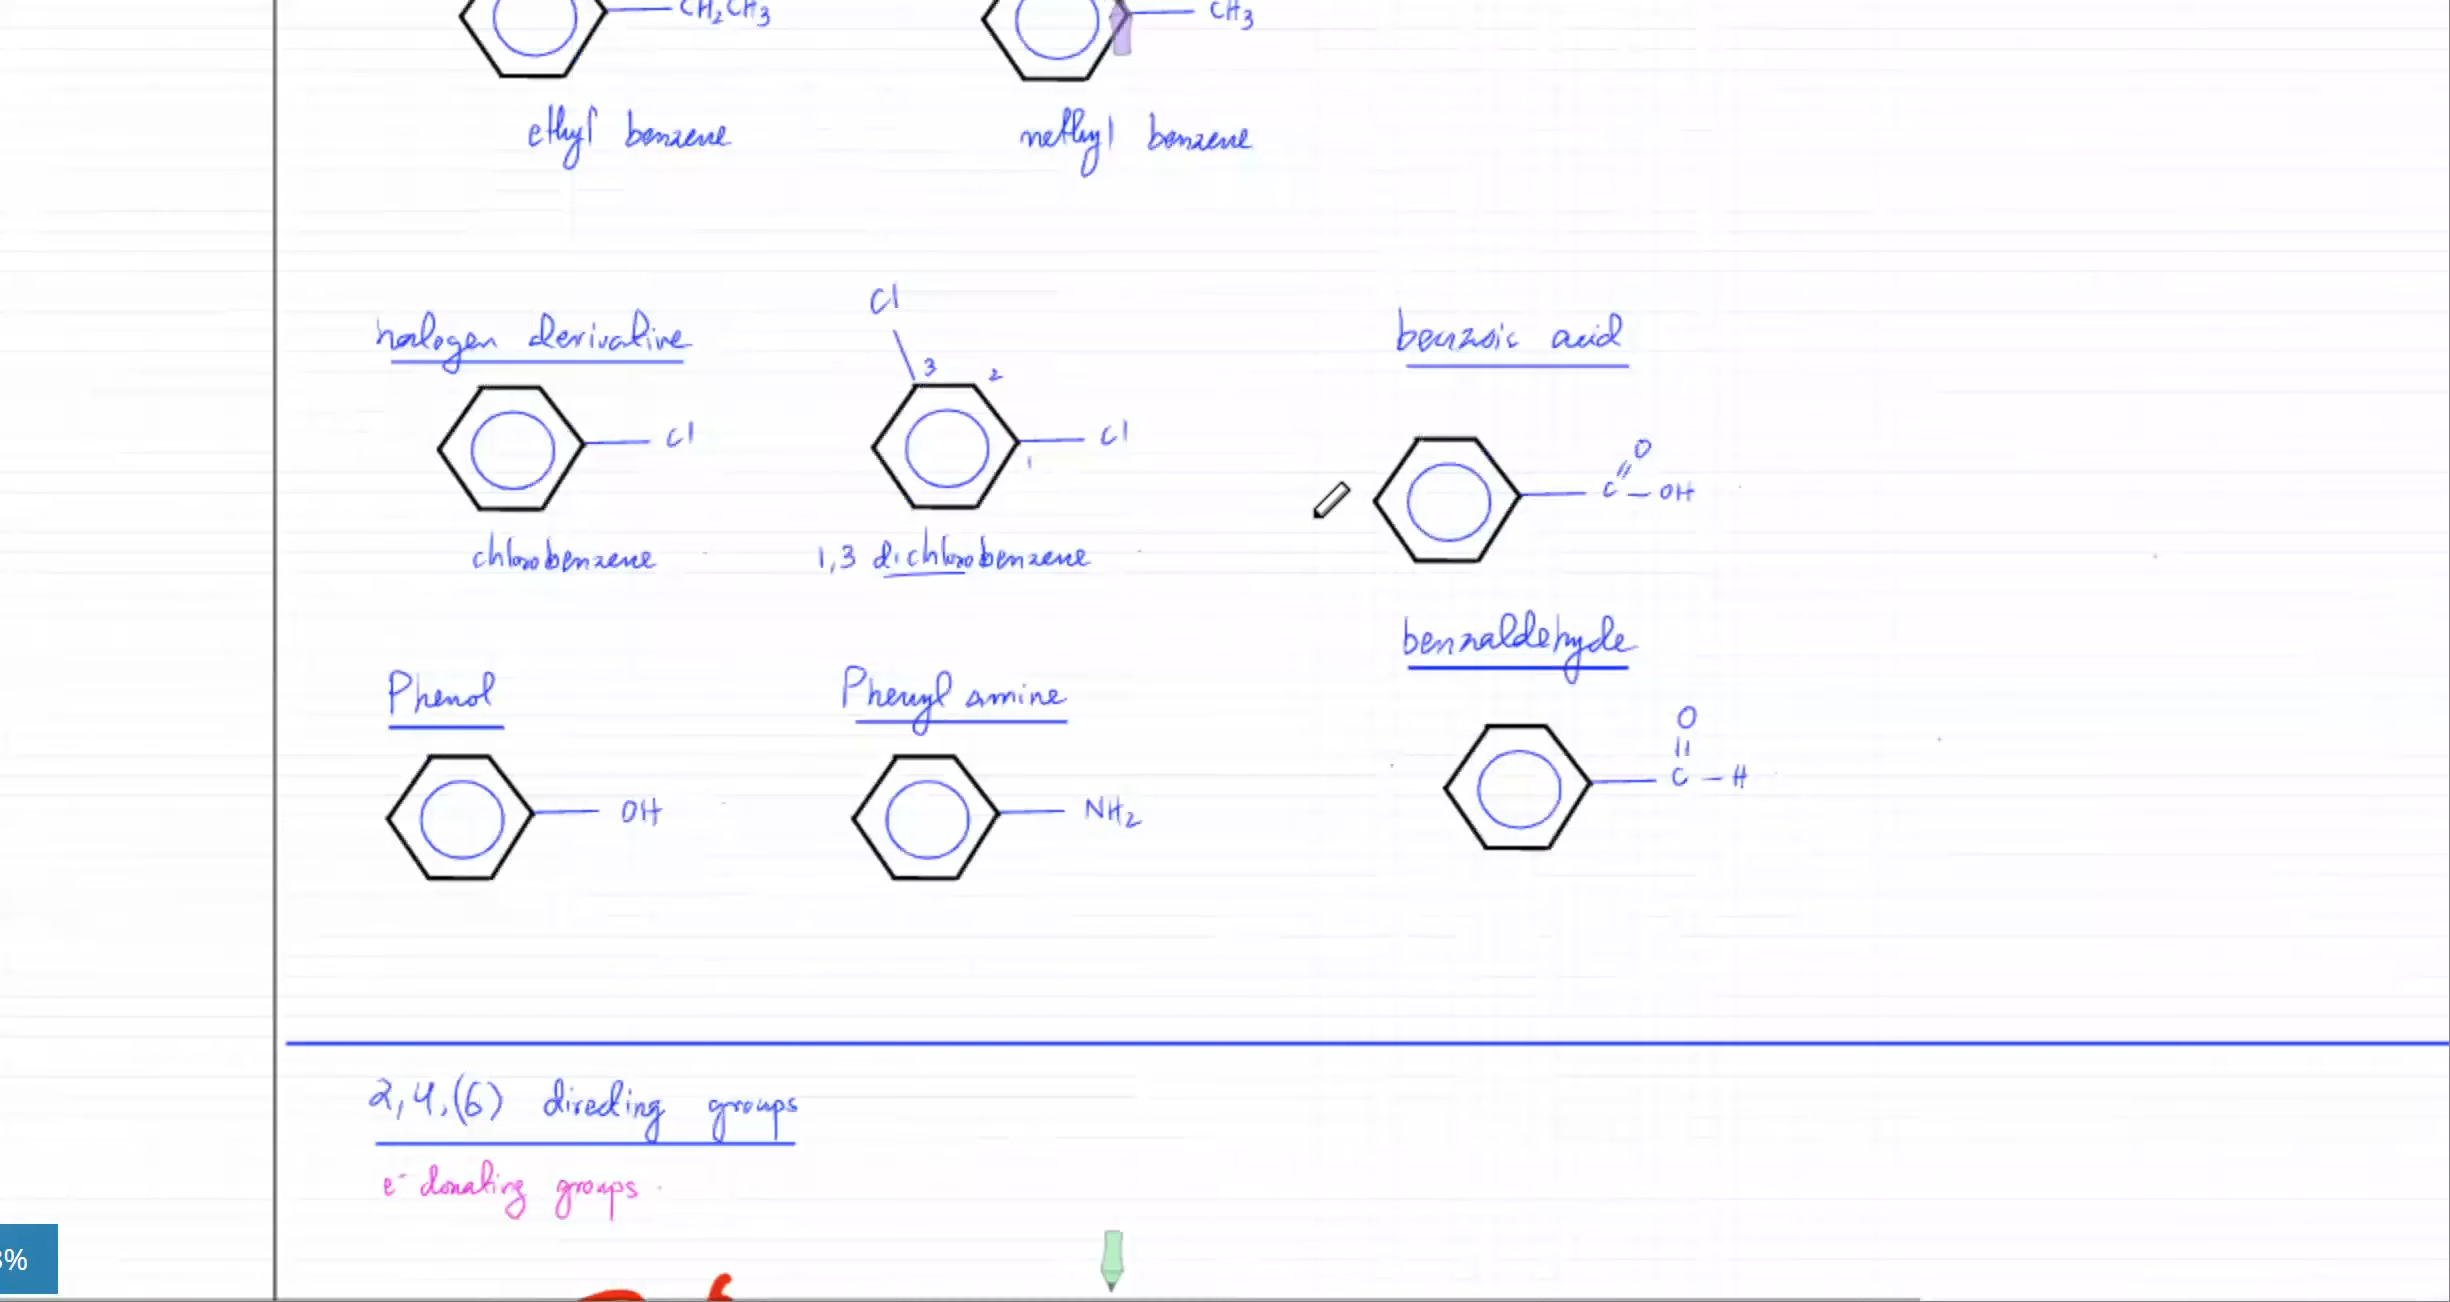 CH2CH3
CH3
ethyl benzene
methyl benzene
halogen derivative
Cl
3
2
Cl
1
Cl
benzoic acid
O
C - OH
chlorobenzene
1,3 dichlorobenzene
benzaldehyde
O
C - H
Phenol
OH
Phenyl amine
NH2
2,4,(6) directing groups
e- donating groups
%